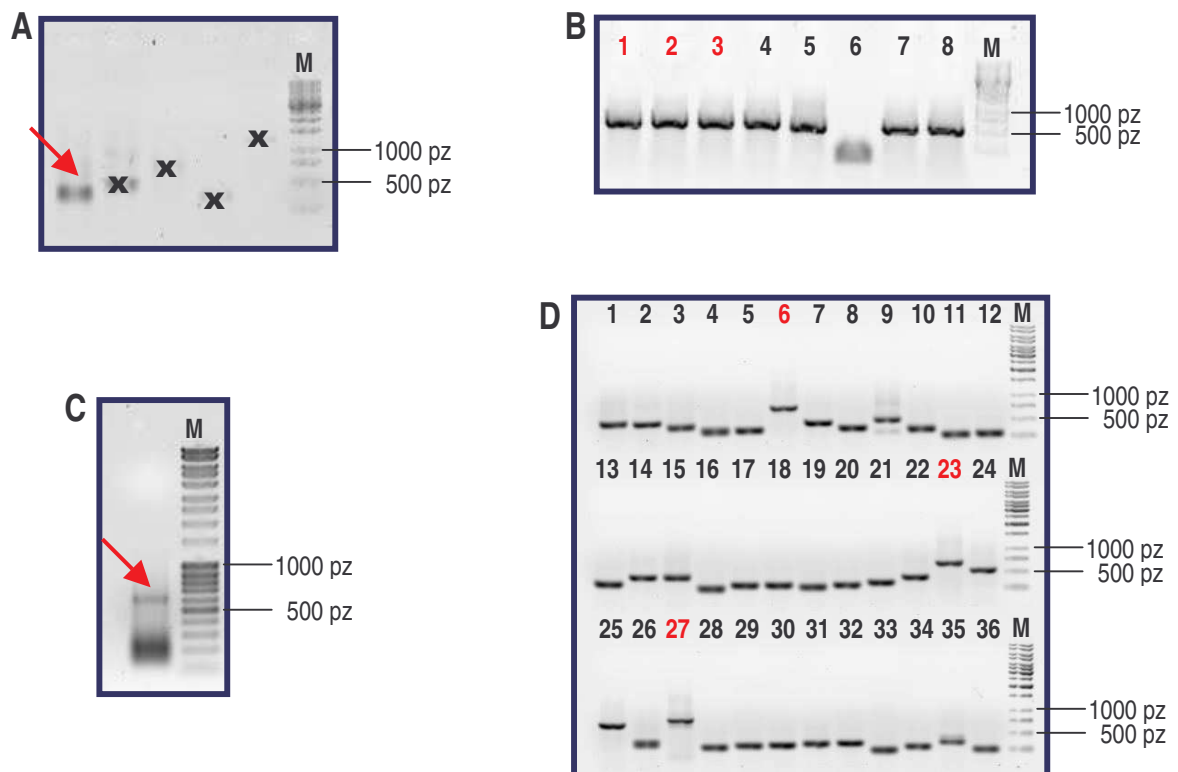 A
M
1000 pz
500 pz
x x x x
B
1 2 3 4 5 6 7 8 M
1000 pz
500 pz
C
M
1000 pz
500 pz
D
1 2 3 4 5 6 7 8 9 10 11 12 M
1000 pz
500 pz
13 14 15 16 17 18 19 20 21 22 23 24 M
1000 pz
500 pz
25 26 27 28 29 30 31 32 33 34 35 36 M
1000 pz
500 pz